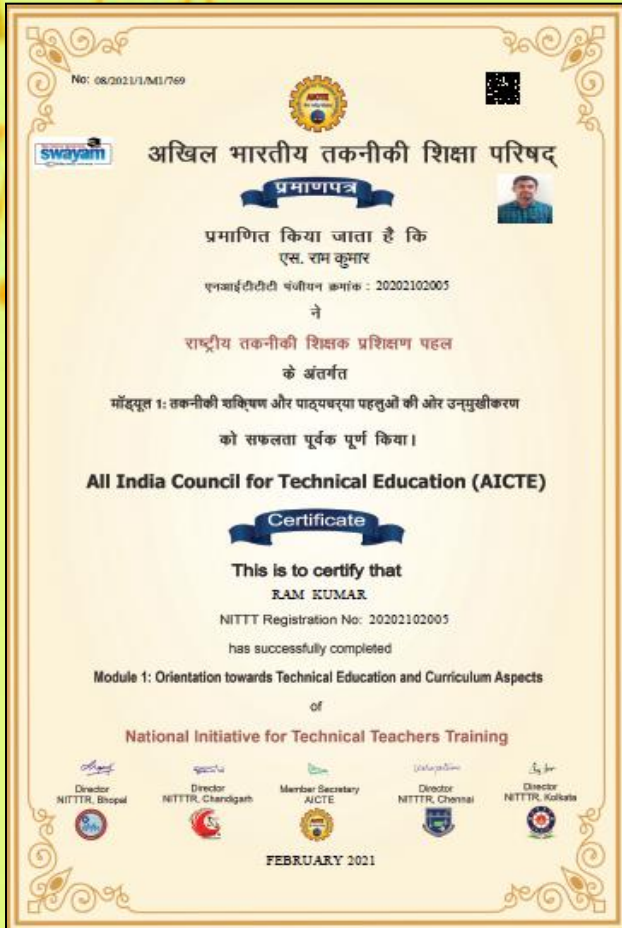 No: 08/2021/1/M1/769
AICTE
swayam
अखिल भारतीय तकनीकी शिक्षा परिषद्
प्रमाणपत्र
प्रमाणित किया जाता है कि
एस. राम कुमार
एनआईटीटीटी पंजीयन क्रमांक : 20202102005
ने
राष्ट्रीय तकनीकी शिक्षक प्रशिक्षण पहल
के अंतर्गत
मॉड्यूल 1: तकनीकी शक्षिण और पाठ्यचर्या पहलुओं की ओर उन्मुखीकरण
को सफलता पूर्वक पूर्ण किया।
All India Council for Technical Education (AICTE)
Certificate
This is to certify that
RAM KUMAR
NITTT Registration No: 20202102005
has successfully completed
Module 1: Orientation towards Technical Education and Curriculum Aspects
of
National Initiative for Technical Teachers Training
Director Director Member Secretary Director Director
NITTTR, Bhopal NITTTR, Chandigarh AICTE NITTTR, Chennai NITTTR, Kolkata
AICTE
FEBRUARY 2021